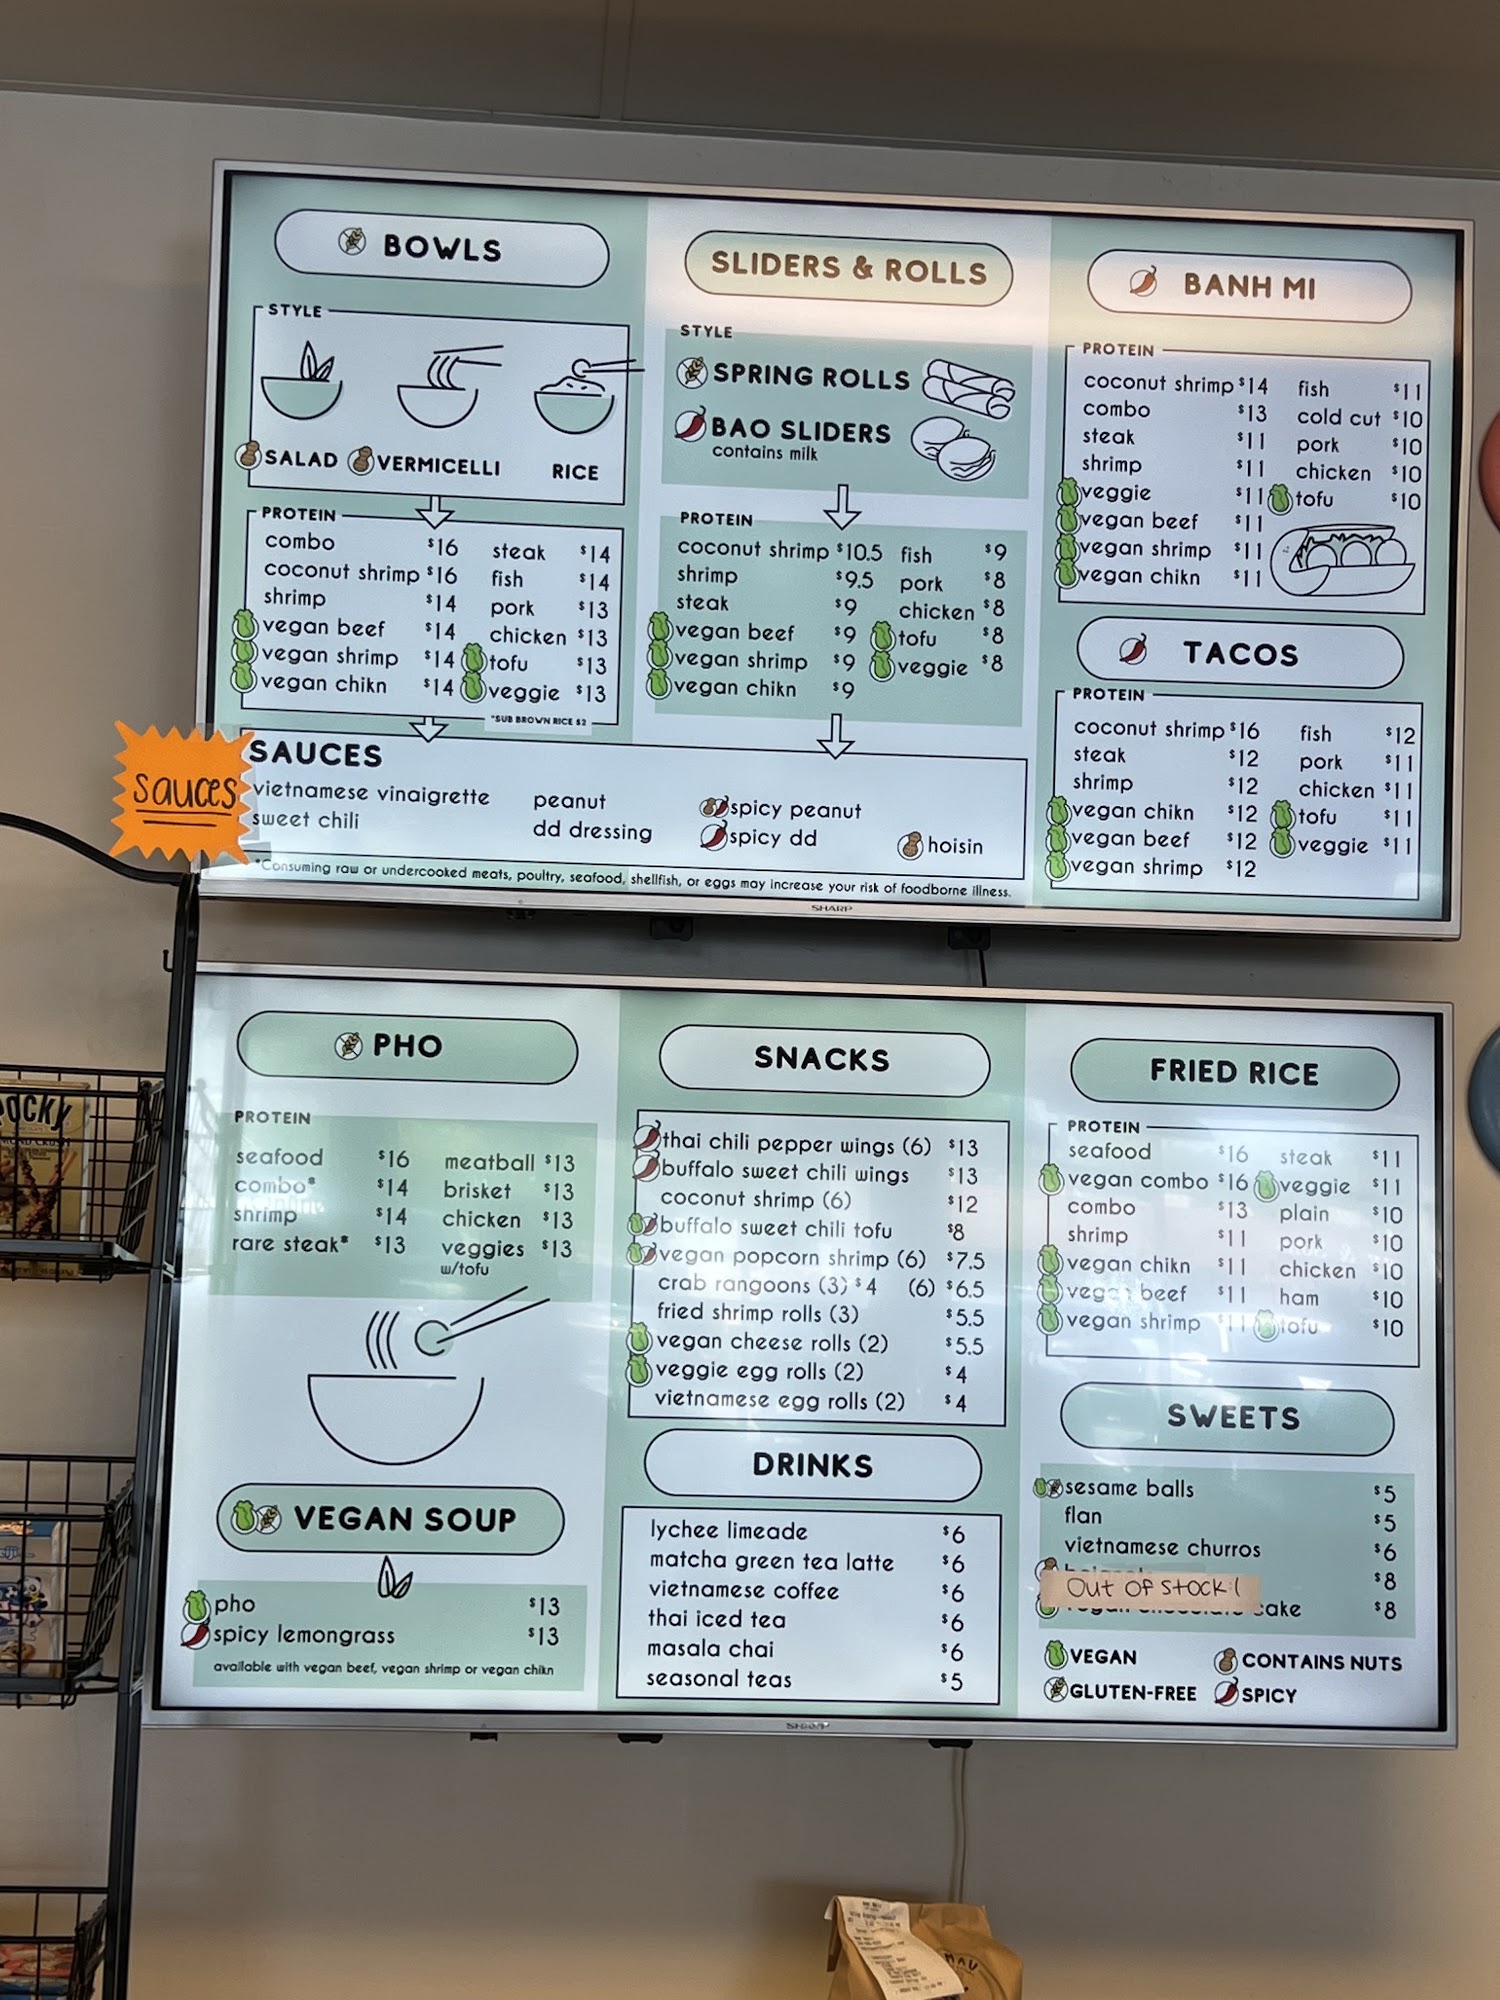 BOWLS
STYLE
SALAD VERMICELLI RICE
PROTEIN
combo $16 steak $14
coconut shrimp $16 fish $14
shrimp $14 pork $13
vegan beef $14 chicken $13
vegan shrimp $14 tofu $13
vegan chikn $14 veggie $13
*SUB BROWN RICE $2
SLIDERS & ROLLS
STYLE
SPRING ROLLS
BAO SLIDERS
contains milk
PROTEIN
coconut shrimp $10.5 fish $9
shrimp $9.5 pork $8
steak $9 chicken $8
vegan beef $9 tofu $8
vegan shrimp $9 veggie $8
vegan chikn $9
sauces
SAUCES
vietnamese vinaigrette peanut spicy peanut
sweet chili dd dressing spicy dd hoisin
*Consuming raw or undercooked meats, poultry, seafood, shellfish, or eggs may increase your risk of foodborne illness.
BANH MI
PROTEIN
coconut shrimp $14 fish $11
combo $13 cold cut $10
steak $11 pork $10
shrimp $11 chicken $10
veggie $11 tofu $10
vegan beef $11
vegan shrimp $11
vegan chikn $11
TACOS
PROTEIN
coconut shrimp $16 fish $12
steak $12 pork $11
shrimp $12 chicken $11
vegan chikn $12 tofu $11
vegan beef $12 veggie $11
vegan shrimp $12
SHARP
PHO
PROTEIN
seafood $16 meatball $13
combo* $14 brisket $13
shrimp $14 chicken $13
rare steak* $13 veggies $13
w/tofu
VEGAN SOUP
pho $13
spicy lemongrass $13
available with vegan beef, vegan shrimp or vegan chikn
SNACKS
thai chili pepper wings (6) $13
buffalo sweet chili wings $13
coconut shrimp (6) $12
buffalo sweet chili tofu $8
vegan popcorn shrimp (6) $7.5
crab rangoons (3) $4 (6) $6.5
fried shrimp rolls (3) $5.5
vegan cheese rolls (2) $5.5
veggie egg rolls (2) $4
vietnamese egg rolls (2) $4
DRINKS
lychee limeade $6
matcha green tea latte $6
vietnamese coffee $6
thai iced tea $6
masala chai $6
seasonal teas $5
FRIED RICE
PROTEIN
seafood $16 steak $11
vegan combo $16 veggie $11
combo $13 plain $10
shrimp $11 pork $10
vegan chikn $11 chicken $10
vegan beef $11 ham $10
vegan shrimp $11 tofu $10
SWEETS
sesame balls $5
flan $5
vietnamese churros $6
$8
OUT OF STOCK!
cake $8
VEGAN CONTAINS NUTS
GLUTEN-FREE SPICY
SHARP
POCKY